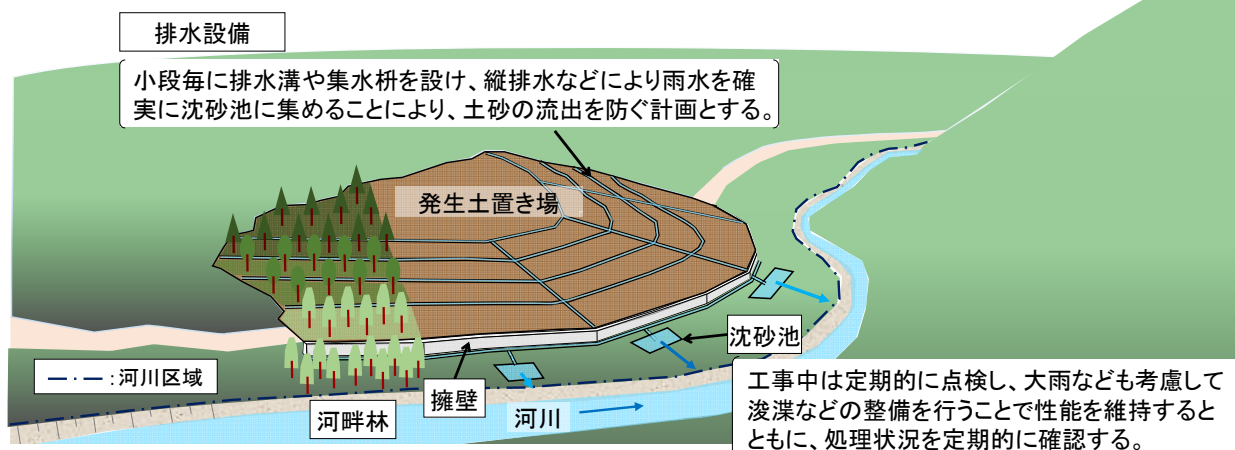 排水設備
小段毎に排水溝や集水枡を設け、縦排水などにより雨水を確
実に沈砂池に集めることにより、土砂の流出を防ぐ計画とする。
発生土置き場
沈砂池
:河川区域
擁壁
河畔林
河川
工事中は定期的に点検し、大雨なども考慮して
浚渫などの整備を行うことで性能を維持すると
ともに、処理状況を定期的に確認する。